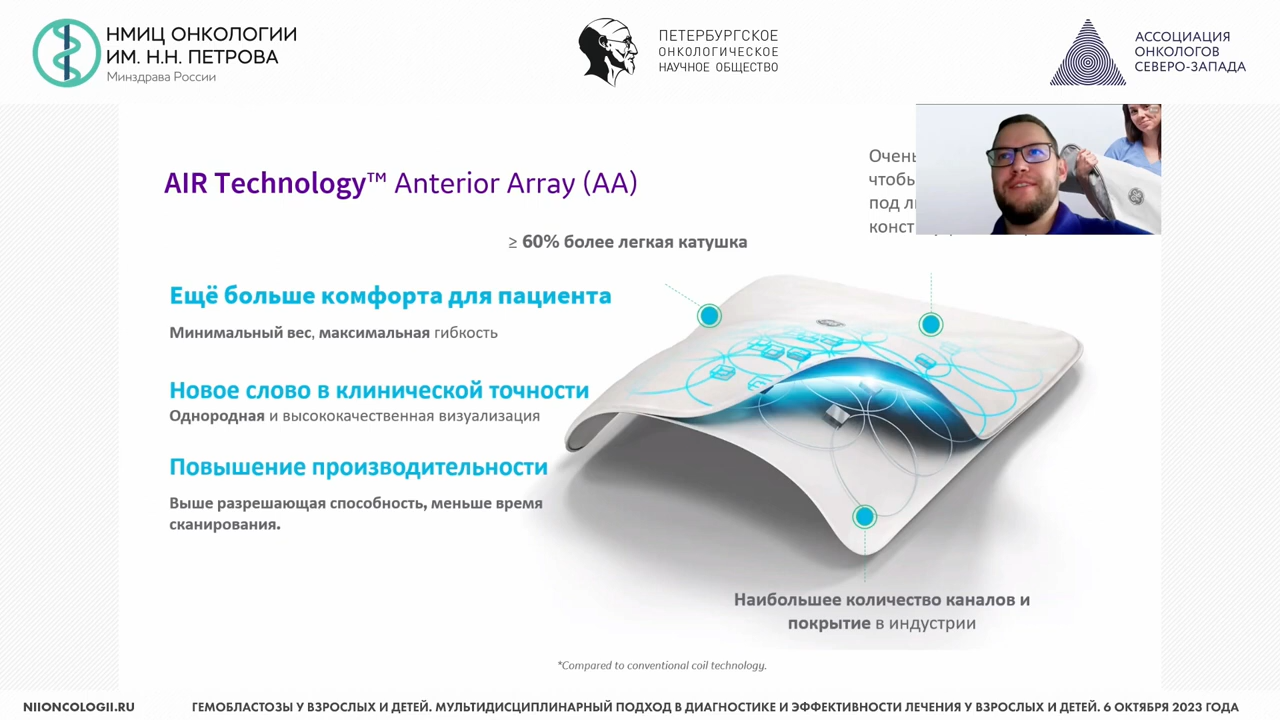 НМИЦ ОНКОЛОГИИ
ИМ. Н.Н. ПЕТРОВА
Минздрава России
ПЕТЕРБУРГСКОЕ
ОНКОЛОГИЧЕСКОЕ
НАУЧНОЕ ОБЩЕСТВО
АССОЦИАЦИЯ
ОНКОЛОГОВ
СЕВЕРО-ЗАПАДА
AIR Technology™ Anterior Array (AA)
чтобы
под
≥ 60% более легкая катушка
Ещё больше комфорта для пациента
Минимальный вес, максимальная гибкость
Новое слово в клинической точности
Однородная и высококачественная визуализация
Повышение производительности
Выше разрешающая способность, меньше время
сканирования.
Наибольшее количество каналов и
покрытие в индустрии
*Compared to conventional coil technology.
NIIONCOLOGII.RU
ГЕМОБЛАСТОЗЫ У ВЗРОСЛЫХ И ДЕТЕЙ. МУЛЬТИДИСЦИПЛИНАРНЫЙ ПОДХОД В ДИАГНОСТИКЕ И ЭФФЕКТИВНОСТИ ЛЕЧЕНИЯ У ВЗРОСЛЫХ И ДЕТЕЙ. 6 ОКТЯБРЯ 2023 ГОДА